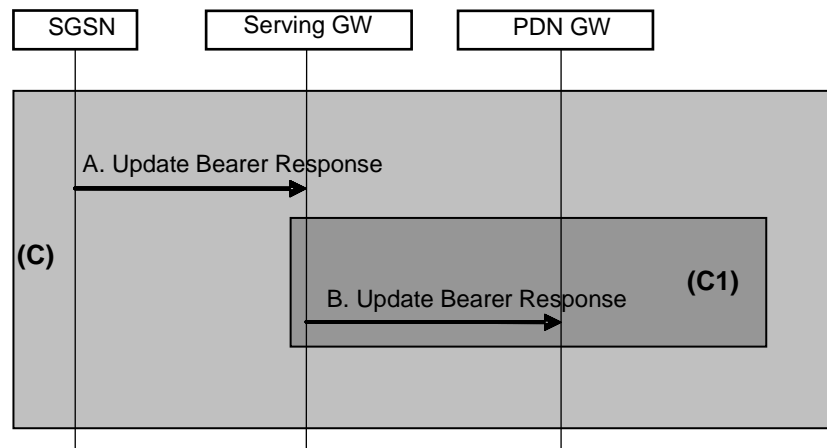 SGSN
Serving GW
PDN GW
A. Update Bearer Response
(C)
(C1)
B. Update Bearer Response